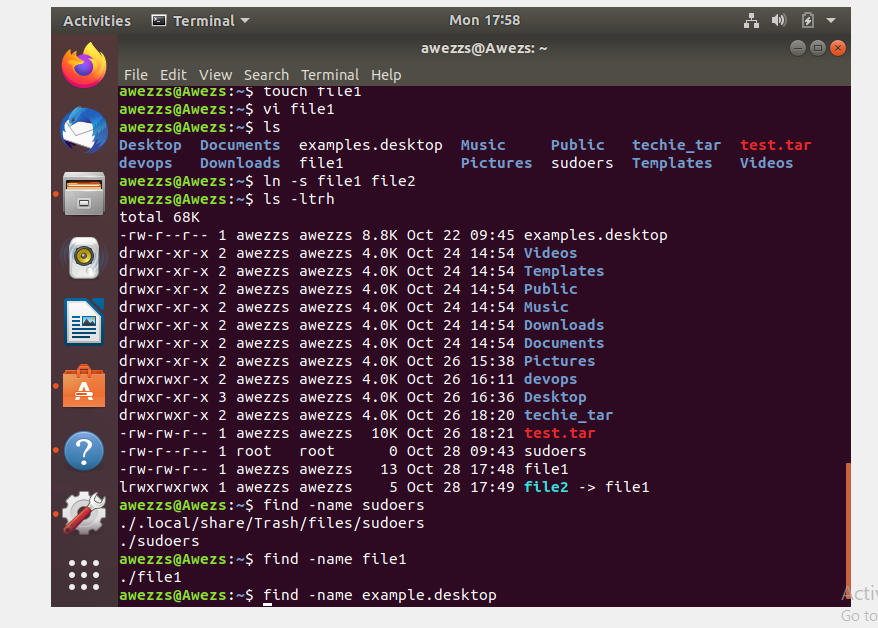 Activities Terminal Mon 17:58
awezzs@Awezs: ~
File Edit View Search Terminal Help
awezzs@Awezs:~$ touch file1
awezzs@Awezs:~$ vi file1
awezzs@Awezs:~$ ls
Desktop Documents examples.desktop Music Public techie_tar test.tar
devops Downloads file1 Pictures sudoers Templates Videos
awezzs@Awezs:~$ ln -s file1 file2
awezzs@Awezs:~$ ls -ltrh
total 68K
-rw-r--r-- 1 awezzs awezzs 8.8K Oct 22 09:45 examples.desktop
drwxr-xr-x 2 awezzs awezzs 4.0K Oct 24 14:54 Videos
drwxr-xr-x 2 awezzs awezzs 4.0K Oct 24 14:54 Templates
drwxr-xr-x 2 awezzs awezzs 4.0K Oct 24 14:54 Public
drwxr-xr-x 2 awezzs awezzs 4.0K Oct 24 14:54 Music
drwxr-xr-x 2 awezzs awezzs 4.0K Oct 24 14:54 Downloads
drwxr-xr-x 2 awezzs awezzs 4.0K Oct 24 14:54 Documents
drwxr-xr-x 2 awezzs awezzs 4.0K Oct 26 15:38 Pictures
drwxrwxr-x 2 awezzs awezzs 4.0K Oct 26 16:11 devops
drwxr-xr-x 3 awezzs awezzs 4.0K Oct 26 16:36 Desktop
drwxrwxr-x 2 awezzs awezzs 4.0K Oct 26 18:20 techie_tar
-rw-rw-r-- 1 awezzs awezzs 10K Oct 26 18:21 test.tar
-rw-r--r-- 1 root root 0 Oct 28 09:43 sudoers
-rw-rw-r-- 1 awezzs awezzs 13 Oct 28 17:48 file1
lrwxrwxrwx 1 awezzs awezzs 5 Oct 28 17:49 file2 -> file1
awezzs@Awezs:~$ find -name sudoers
./.local/share/Trash/files/sudoers
./sudoers
awezzs@Awezs:~$ find -name file1
./file1
awezzs@Awezs:~$ find -name example.desktop
Activ
Go to